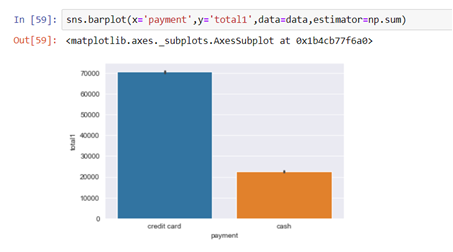 In [59]: sns.barplot(x='payment',y='total1',data=data,estimator=np.sum)
Out[59]: <matplotlib.axes._subplots.AxesSubplot at 0x1b4cb77f6a0>
70000
60000
50000
40000
30000
20000
10000
0
total1
credit card cash
payment